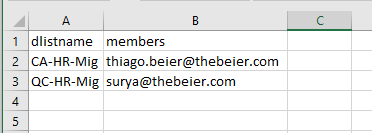 A B C
1 dlistname members
2 CA-HR-Mig thiago.beier@thebeier.com
3 QC-HR-Mig surya@thebeier.com
4
5